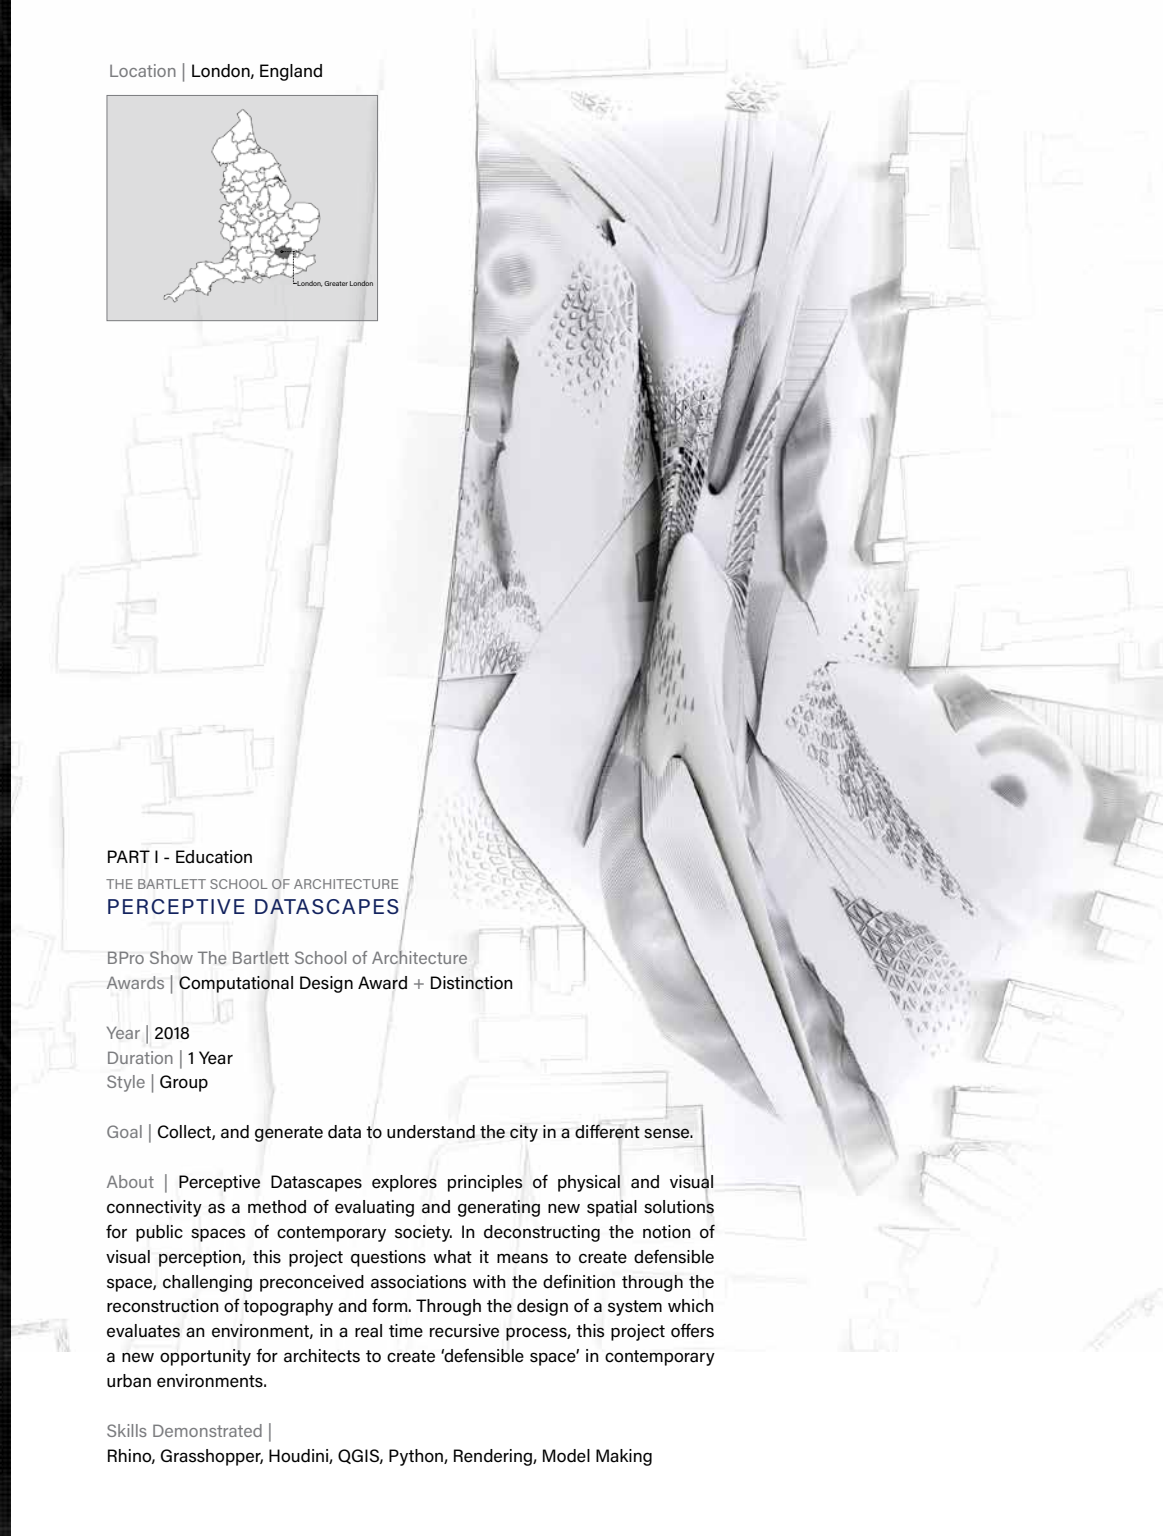 Location | London, England
London, Greater London
PART I - Education
THE BARTLETT SCHOOL OF ARCHITECTURE
PERCEPTIVE DATASCAPES
BPro Show The Bartlett School of Architecture
Awards | Computational Design Award + Distinction
Year | 2018
Duration | 1 Year
Style | Group
Goal | Collect, and generate data to understand the city in a different sense.
About | Perceptive Datascapes explores principles of physical and visual
connectivity as a method of evaluating and generating new spatial solutions
for public spaces of contemporary society. In deconstructing the notion of
visual perception, this project questions what it means to create defensible
space, challenging preconceived associations with the definition through the
reconstruction of topography and form. Through the design of a system which
evaluates an environment, in a real time recursive process, this project offers
a new opportunity for architects to create ‘defensible space’ in contemporary
urban environments.
Skills Demonstrated |
Rhino, Grasshopper, Houdini, QGIS, Python, Rendering, Model Making